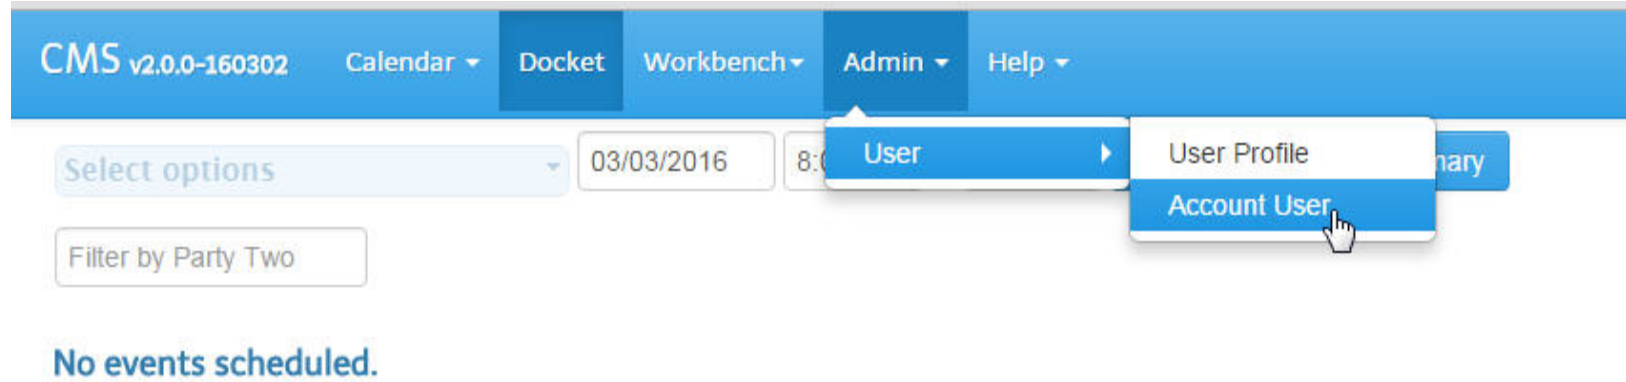 CMS v2.0.0-160302 Calendar Docket Workbench Admin Help
Select options 03/03/2016 User User Profile
Account User
Filter by Party Two
No events scheduled.